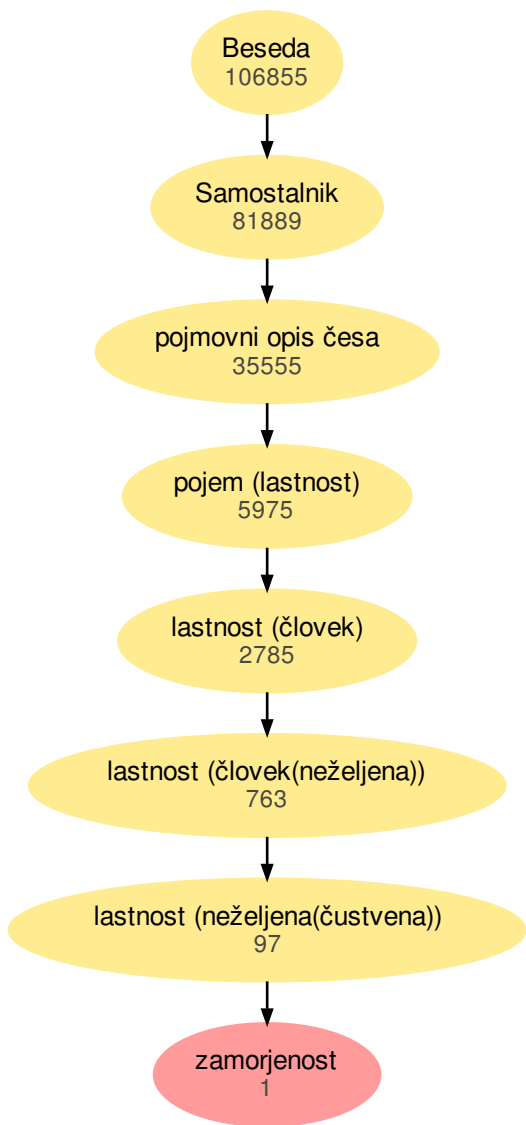 Beseda
106855
Samostalnik
81889
pojmovni opis česa
35555
pojem (lastnost)
5975
lastnost (človek)
2785
lastnost (človek(neželjena))
763
lastnost (neželjena(čustvena))
97
zamorjenost
1